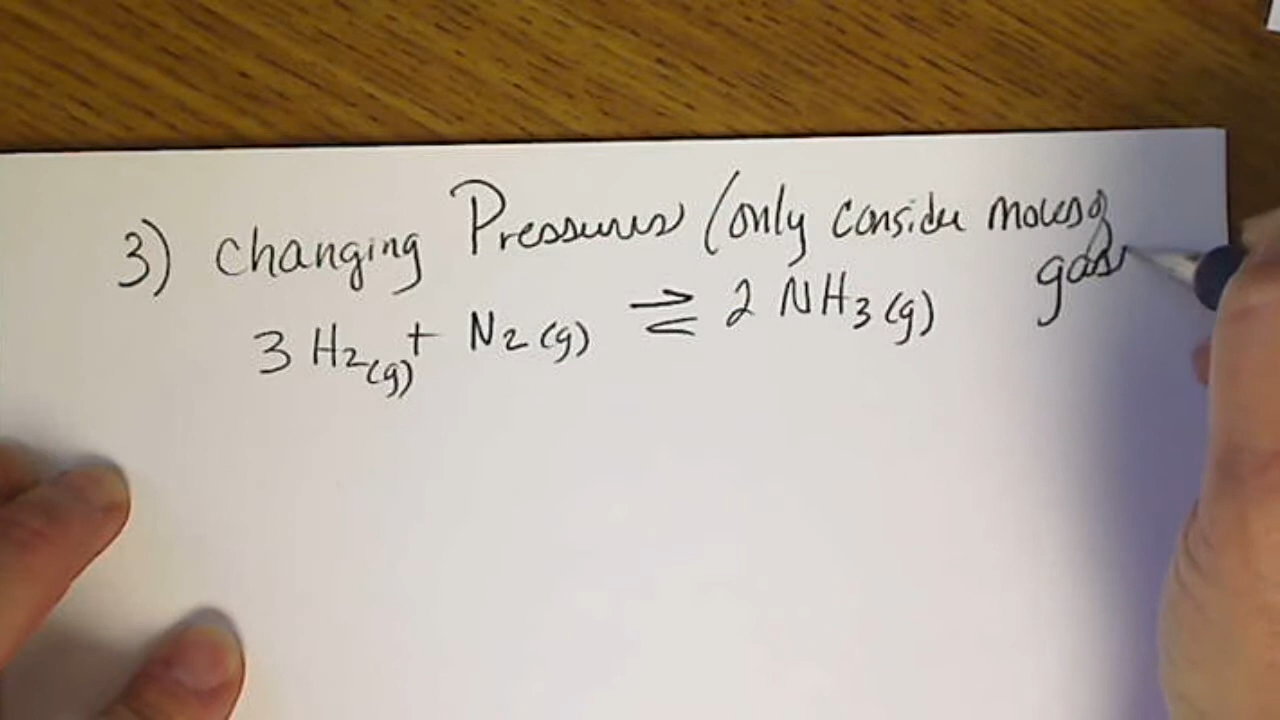 3) changing Pressures (only consider moles of
gas
3 H2(g) + N2(g) ⇌ 2 NH3(g)